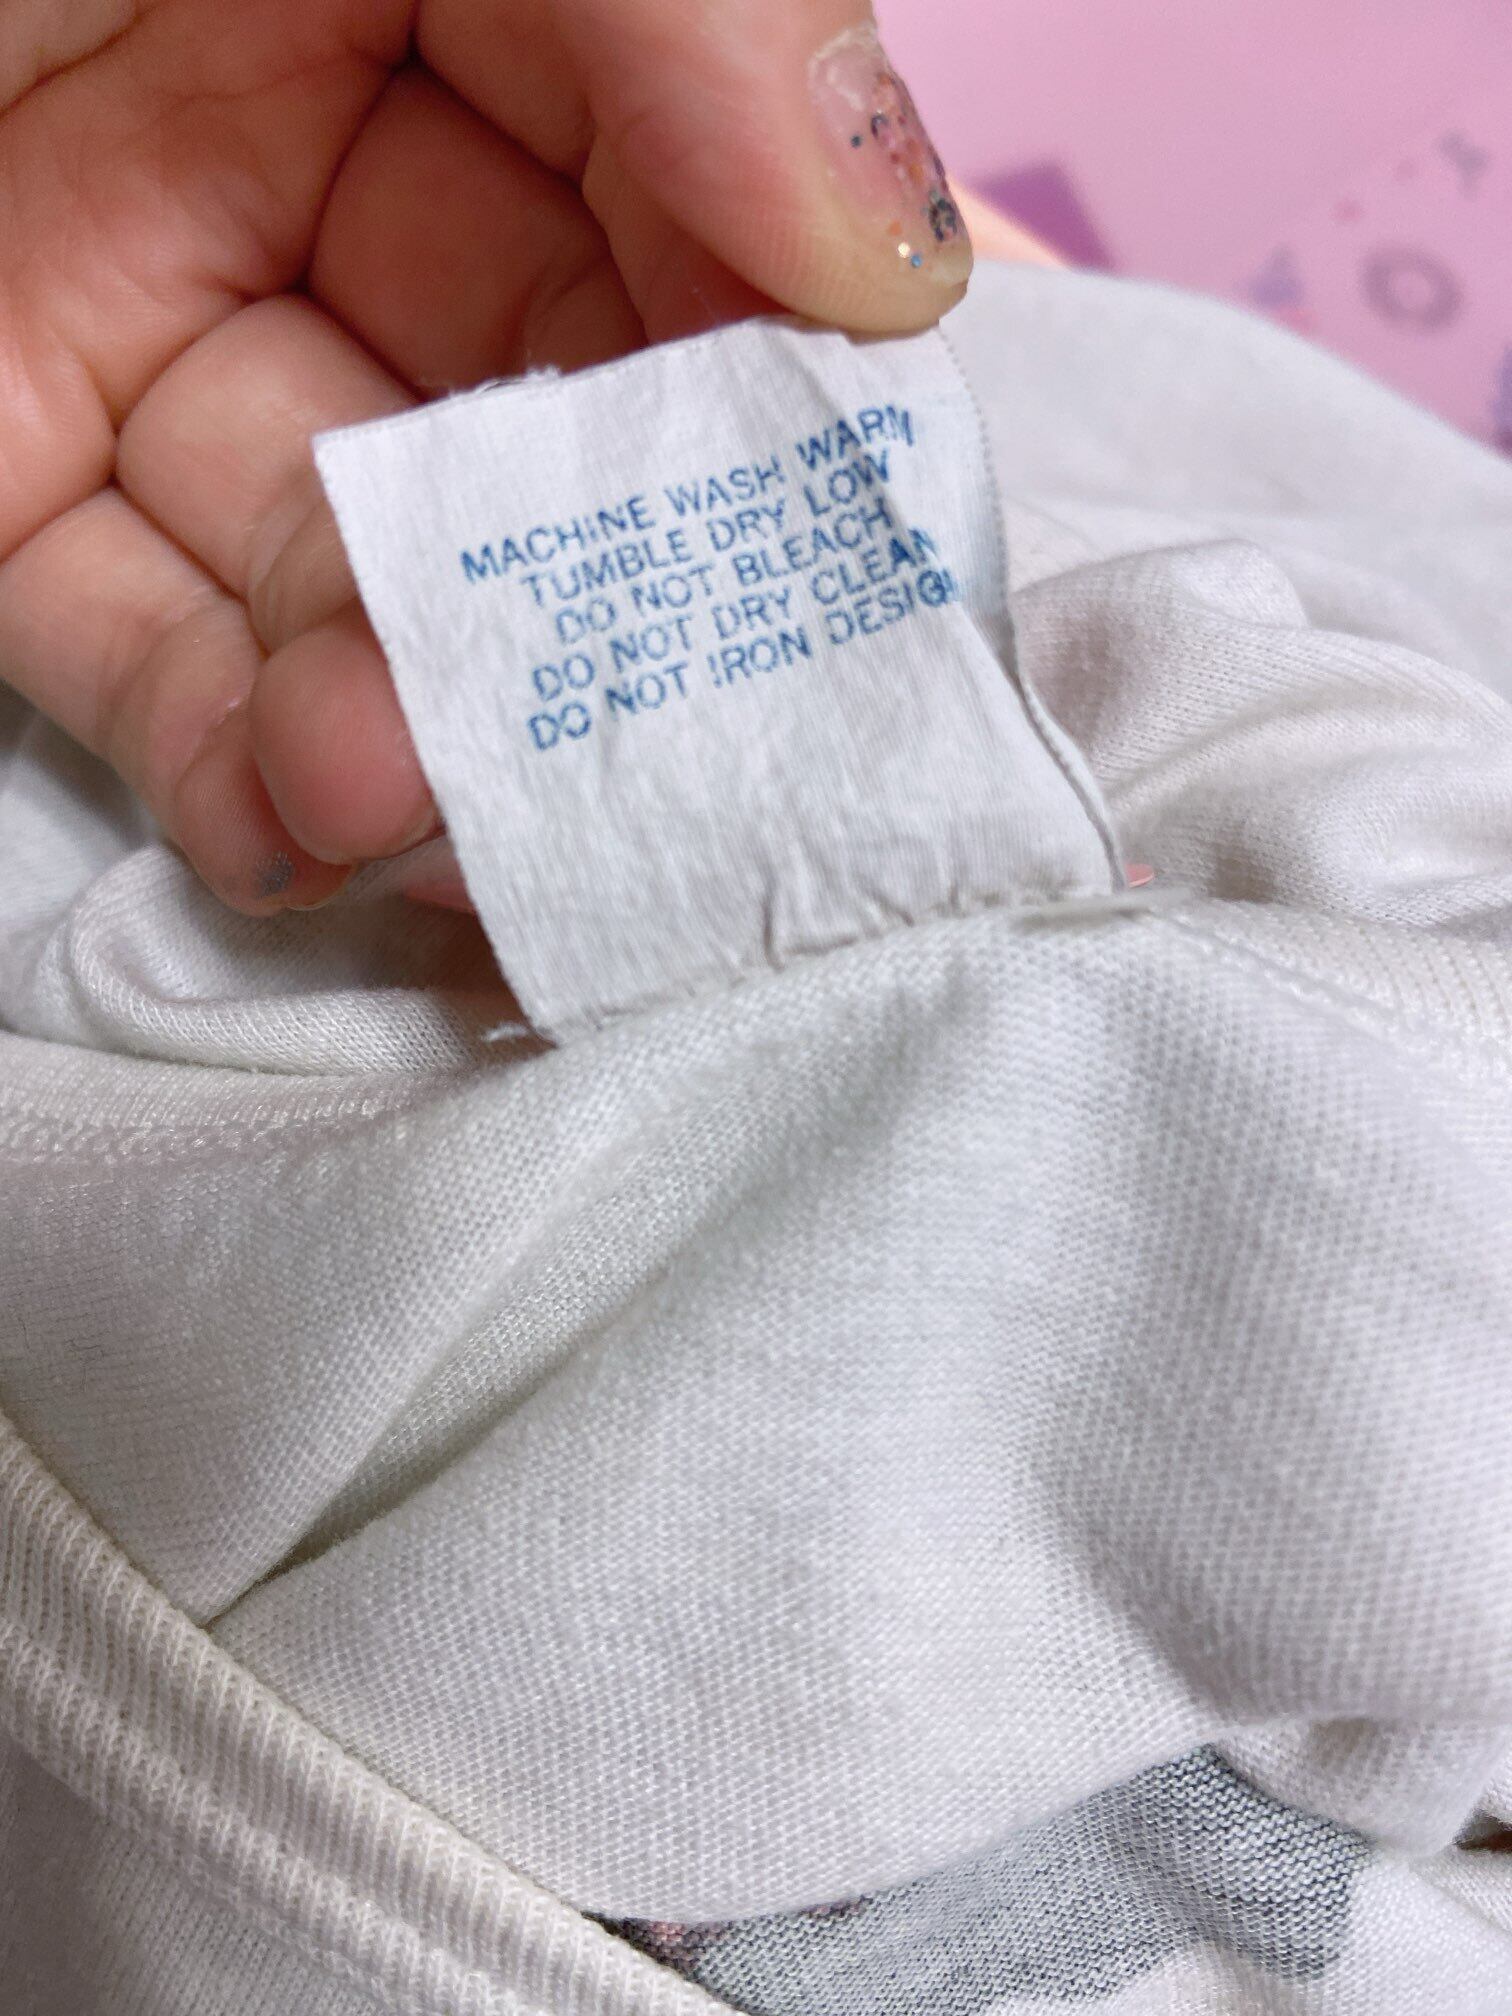 MACHINE WASH WARM
TUMBLE DRY LOW
DO NOT BLEACH
DO NOT DRY CLEAN
DO NOT IRON DESIGN